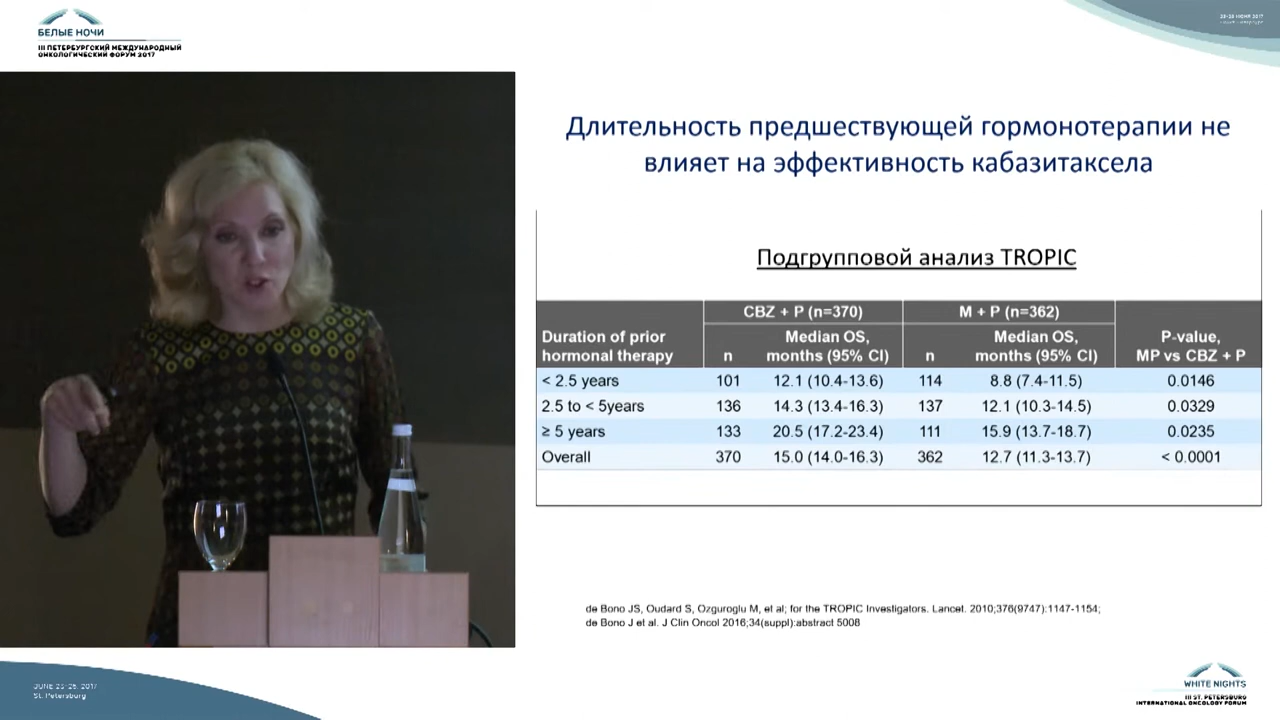 БЕЛЫЕ НОЧИ
III ПЕТЕРБУРГСКИЙ МЕЖДУНАРОДНЫЙ
ОНКОЛОГИЧЕСКИЙ ФОРУМ 2017
23-25 ИЮНЯ 2017
Длительность предшествующей гормонотерапии не
влияет на эффективность кабазитаксела
Подгрупповой анализ TROPIC
CBZ + P (n=370) M + P (n=362)
Duration of prior hormonal therapy n Median OS, months (95% CI) n Median OS, months (95% CI) P-value, MP vs CBZ + P
< 2.5 years 101 12.1 (10.4-13.6) 114 8.8 (7.4-11.5) 0.0146
2.5 to < 5years 136 14.3 (13.4-16.3) 137 12.1 (10.3-14.5) 0.0329
≥ 5 years 133 20.5 (17.2-23.4) 111 15.9 (13.7-18.7) 0.0235
Overall 370 15.0 (14.0-16.3) 362 12.7 (11.3-13.7) < 0.0001
de Bono JS, Oudard S, Ozguroglu M, et al; for the TROPIC Investigators. Lancet. 2010;376(9747):1147-1154;
de Bono J et al. J Clin Oncol 2016;34(suppl):abstract 5008
JUNE 23-25, 2017
St. Petersburg
WHITE NIGHTS
III ST. PETERSBURG
INTERNATIONAL ONCOLOGY FORUM